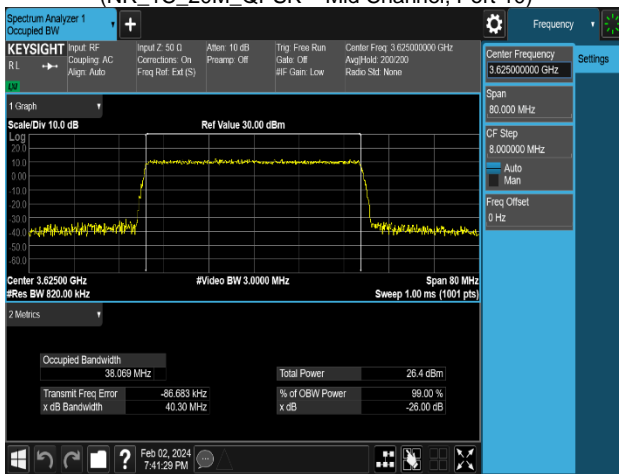 (NR_1C_20M_QPSK – Mid Channel, Port 10)
Spectrum Analyzer 1
Occupied BW
+
Frequency
KEYSIGHT
Input: RF
Input Z: 50 Ω
Atten: 10 dB
Trig: Free Run
Center Freq: 3.625000000 GHz
R L
Coupling: AC
Corrections: On
Preamp: Off
Gate: Off
Avg|Hold: 200/200
Align: Auto
Freq Ref: Ext (S)
#IF Gain: Low
Radio Std: None
Center Frequency
3.625000000 GHz
Settings
Span
80.000 MHz
CF Step
8.000000 MHz
Auto
Man
Freq Offset
0 Hz
1 Graph
Scale/Div 10.0 dB
Ref Value 30.00 dBm
Log
20.0
10.0
0.00
-10.0
-20.0
-30.0
-40.0
-50.0
-60.0
Center 3.62500 GHz
#Video BW 3.0000 MHz
Span 80 MHz
#Res BW 820.00 kHz
Sweep 1.00 ms (1001 pts)
2 Metrics
Occupied Bandwidth
38.069 MHz
Total Power
26.4 dBm
Transmit Freq Error
-86.683 kHz
% of OBW Power
99.00 %
x dB Bandwidth
40.30 MHz
x dB
-26.00 dB
?
Feb 02, 2024
7:41:29 PM